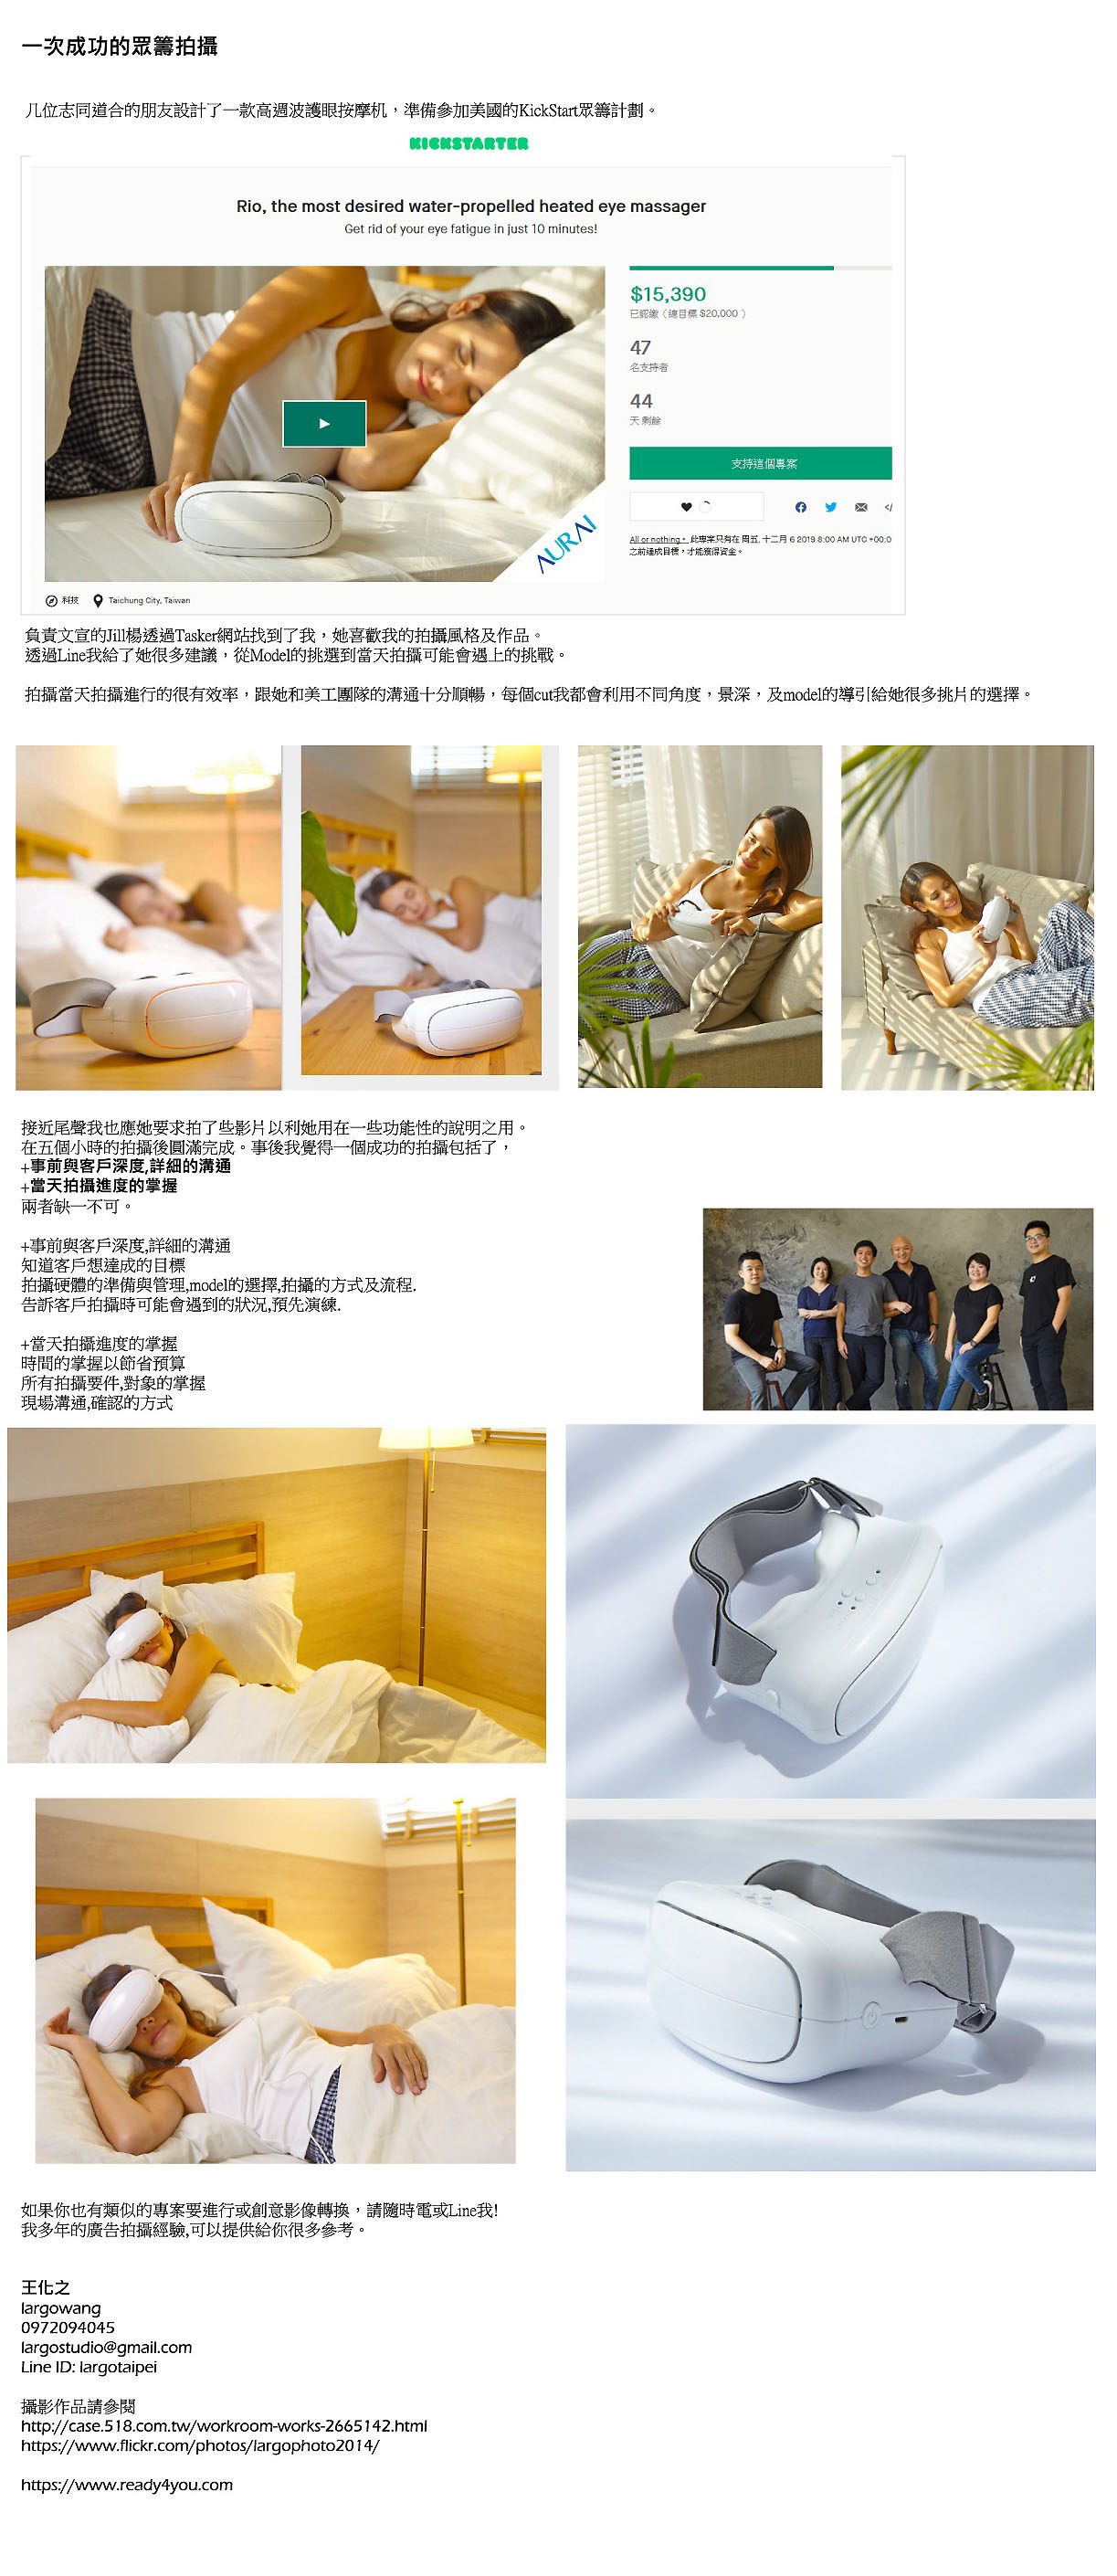 一次成功的眾籌拍攝
几位志同道合的朋友設計了一款高週波護眼按摩机，準備參加美國的KickStart眾籌計劃。
KICKSTARTER
Rio, the most desired water-propelled heated eye massager
Get rid of your eye fatigue in just 10 minutes!
$15,390
已認繳（總目標 $20,000 ）
47
名支持者
44
天 剩餘
支持這個專案
All or nothing。 此專案只有在 周五, 十二月 6 2019 8:00 AM UTC +00:0
之前達成目標，才能獲得資金。
AURAI
科技 Taichung City, Taiwan
負責文宣的Jill楊透過Tasker網站找到了我，她喜歡我的拍攝風格及作品。
透過Line我給了她很多建議，從Model的挑選到當天拍攝可能會遇上的挑戰。
拍攝當天拍攝進行的很有效率，跟她和美工團隊的溝通十分順暢，每個cut我都會利用不同角度，景深，及model的導引給她很多挑片的選擇。
接近尾聲我也應她要求拍了些影片以利她用在一些功能性的說明之用。
在五個小時的拍攝後圓滿完成。事後我覺得一個成功的拍攝包括了，
+事前與客戶深度,詳細的溝通
+當天拍攝進度的掌握
兩者缺一不可。
+事前與客戶深度,詳細的溝通
知道客戶想達成的目標
拍攝硬體的準備與管理,model的選擇,拍攝的方式及流程.
告訴客戶拍攝時可能會遇到的狀況,預先演練.
+當天拍攝進度的掌握
時間的掌握以節省預算
所有拍攝要件,對象的掌握
現場溝通,確認的方式
如果你也有類似的專案要進行或創意影像轉換，請隨時電或Line我!
我多年的廣告拍攝經驗,可以提供給你很多參考。
王化之
largowang
0972094045
largostudio@gmail.com
Line ID: largotaipei
攝影作品請參閱
http://case.518.com.tw/workroom-works-2665142.html
https://www.flickr.com/photos/largophoto2014/
https://www.ready4you.com